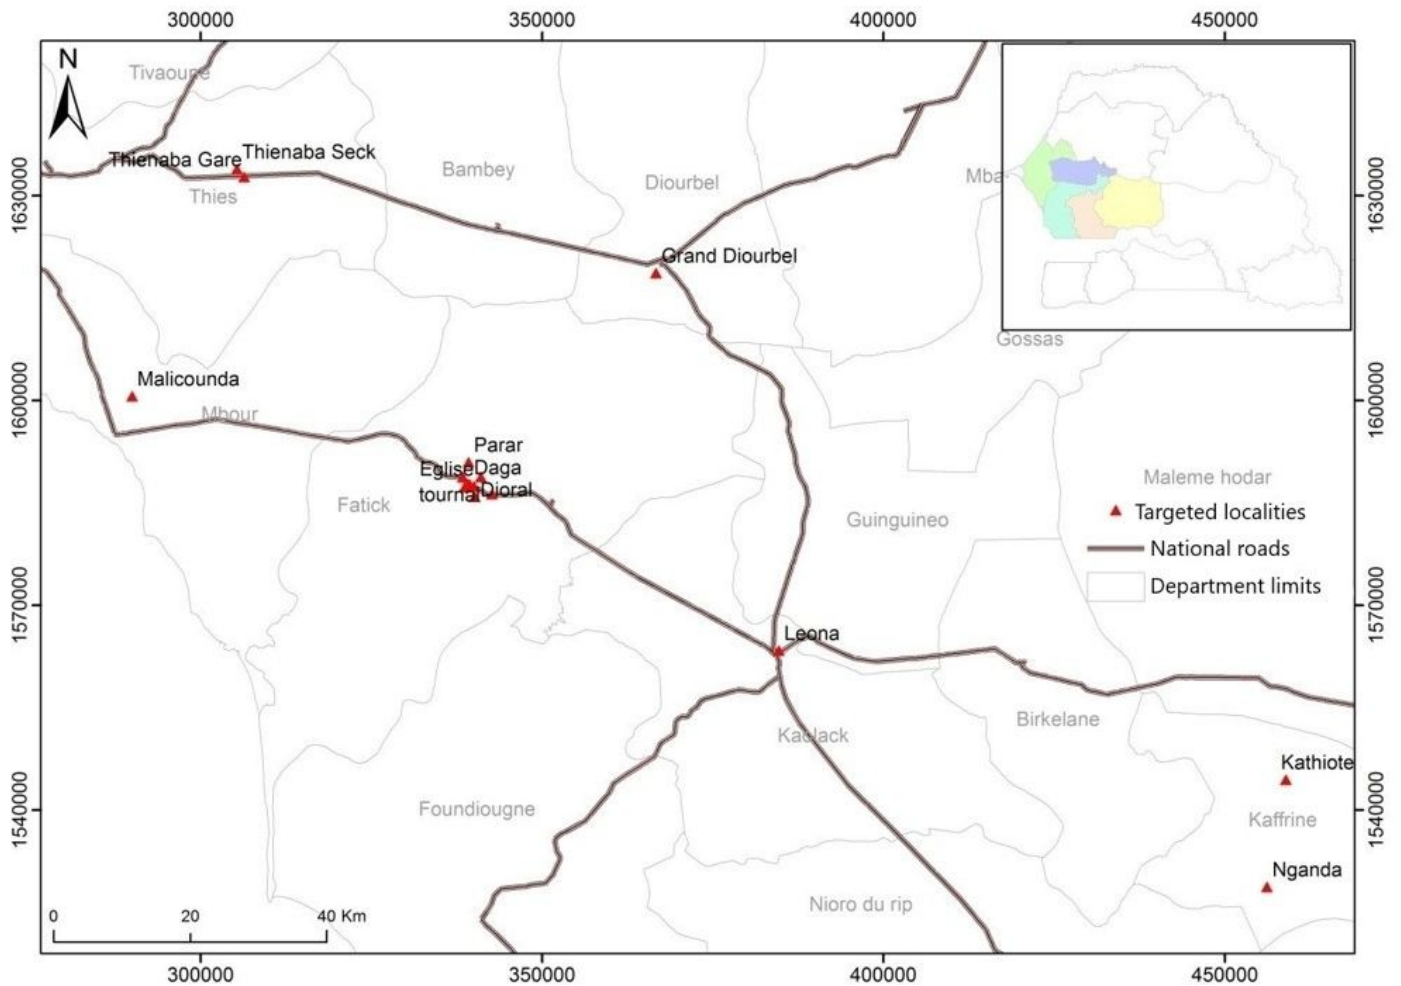 300000
350000
400000
450000
N
Tivaoune
Thienaba Gare
Thienaba Seck
Thies
Bambey
Diourbel
Mba
1630000
1630000
Grand Diourbel
Gossas
Malicounda
Mbour
1600000
1600000
Parar
Eglise
Daga
tournal
Dioral
Fatick
Guinguineo
Maleme hodar
Targeted localities
National roads
Department limits
1570000
1570000
Leona
Kaolack
Birkelane
Kathiote
Kaffrine
Foundiougne
1540000
1540000
Nganda
Nioro du rip
0 20 40 Km
300000
350000
400000
450000